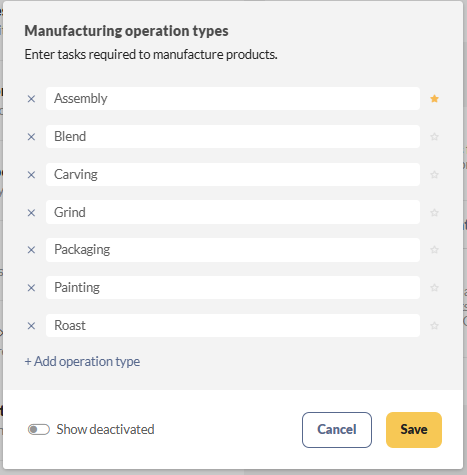 Manufacturing operation types
Enter tasks required to manufacture products.
Assembly
Blend
Carving
Grind
Packaging
Painting
Roast
+ Add operation type
Show deactivated
Cancel
Save